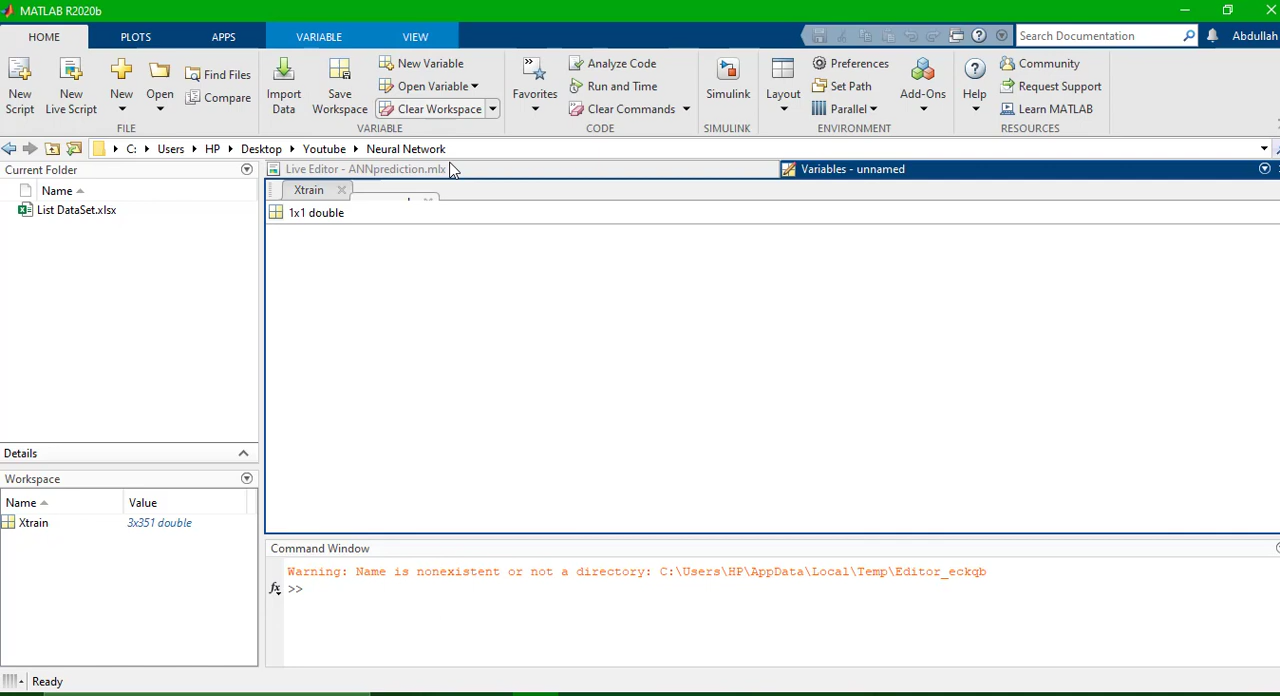 MATLAB R2020b
HOME PLOTS APPS VARIABLE VIEW Search Documentation Abdullah
New Script
New Live Script
New
Open
Find Files
Compare
FILE
Import Data
Save Workspace
New Variable
Open Variable
Clear Workspace
VARIABLE
Favorites
Analyze Code
Run and Time
Clear Commands
CODE
Simulink
SIMULINK
Layout
Preferences
Set Path
Parallel
Add-Ons
ENVIRONMENT
Help
Community
Request Support
Learn MATLAB
RESOURCES
C: Users HP Desktop Youtube Neural Network
Current Folder
Name
List DataSet.xlsx
Details
Workspace
Name Value
Xtrain 3x351 double
Live Editor - ANNprediction.mlx
Variables - unnamed
Xtrain
1x1 double
Command Window
Warning: Name is nonexistent or not a directory: C:\Users\HP\AppData\Local\Temp\Editor_eckqb
fx >>
Ready